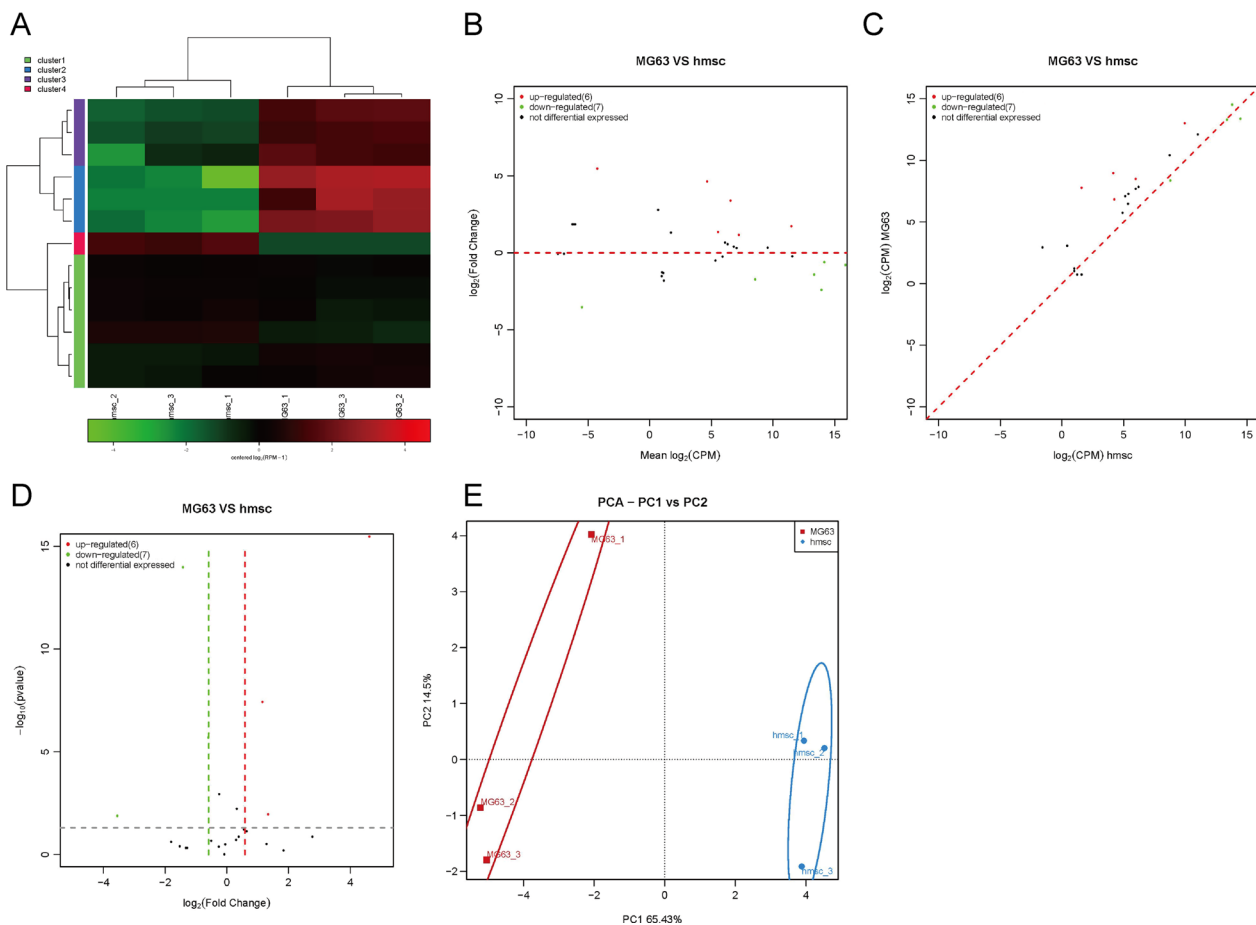 A
cluster1
cluster2
cluster3
cluster4
hmsc_2
hmsc_3
hmsc_1
MG63_1
MG63_3
MG63_2
−4
−2
0
2
4
centered log2(RPM − 1)
B
MG63 VS hmsc
up−regulated(6)
down−regulated(7)
not differential expressed
log2(Fold Change)
10
5
0
−5
−10
−10
−5
0
5
10
15
Mean log2(CPM)
C
MG63 VS hmsc
up−regulated(6)
down−regulated(7)
not differential expressed
log2(CPM) MG63
15
10
5
0
−5
−10
−10
−5
0
5
10
15
log2(CPM) hmsc
D
MG63 VS hmsc
up−regulated(6)
down−regulated(7)
not differential expressed
−log10(pvalue)
15
10
5
0
−4
−2
0
2
4
log2(Fold Change)
E
PCA − PC1 vs PC2
MG63
hmsc
MG63_1
hmsc_1
hmsc_2
MG63_2
MG63_3
hmsc_3
PC2 14.5%
4
3
2
1
0
−1
−2
−4
−2
0
2
4
PC1 65.43%